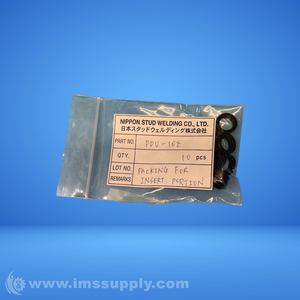 NIPPON STUD WELDING CO., LTD.
日本スタッドウェルディング株式会社
PART NO. PDU-102
QTY. 10 pcs
LOT NO. PACKING FOR
REMARKS INSERT PORTION
© www.imssupply.com